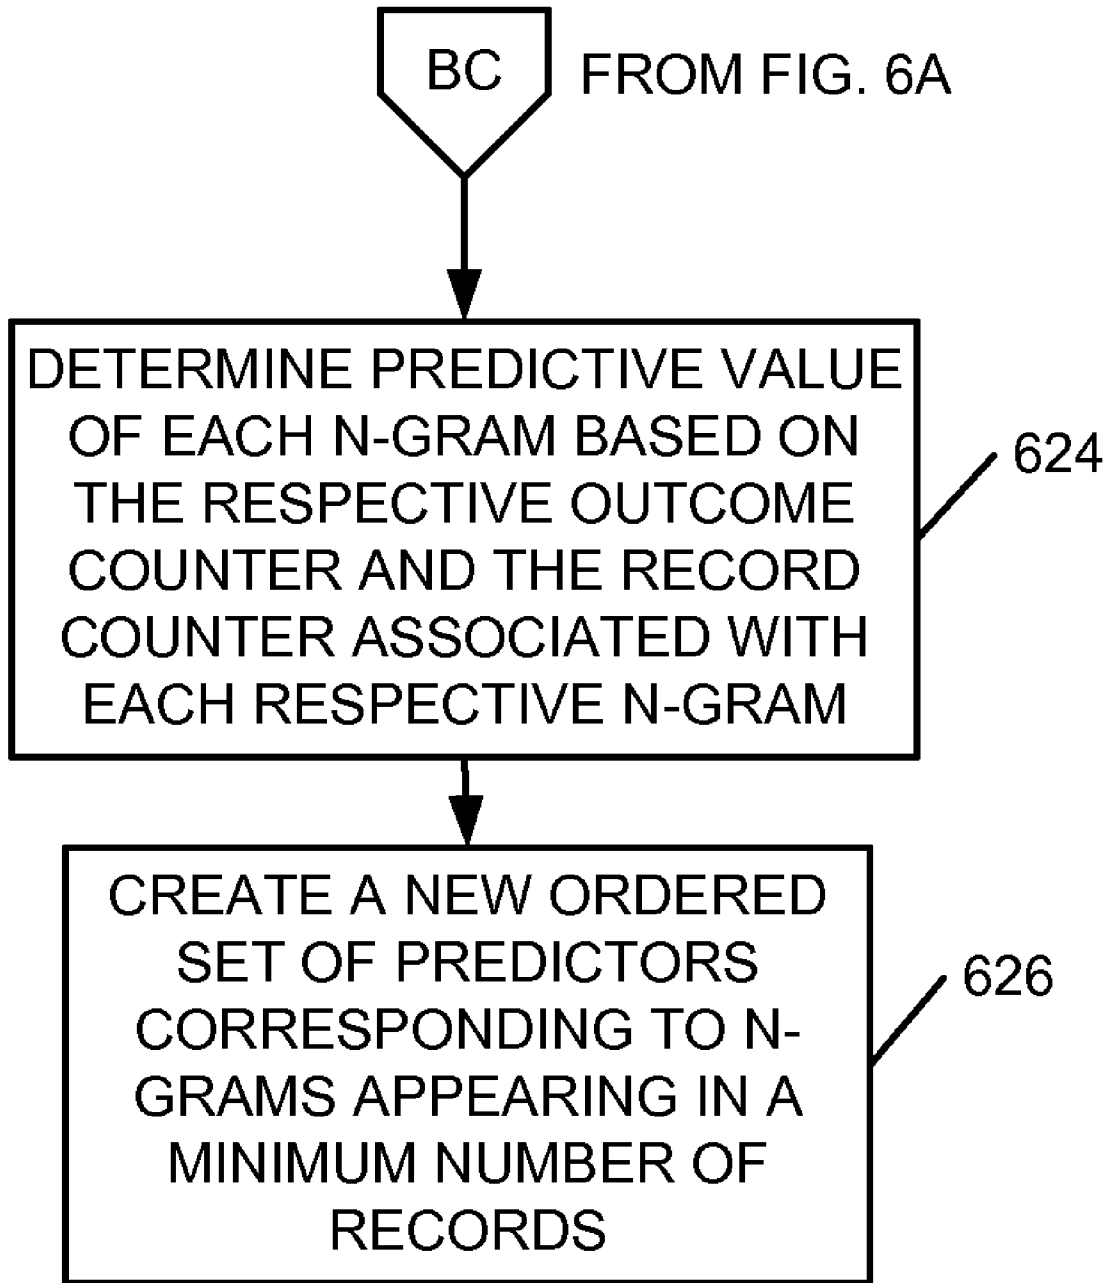 BC
FROM FIG. 6A
DETERMINE PREDICTIVE VALUE
OF EACH N-GRAM BASED ON
THE RESPECTIVE OUTCOME
COUNTER AND THE RECORD
COUNTER ASSOCIATED WITH
EACH RESPECTIVE N-GRAM
624
CREATE A NEW ORDERED
SET OF PREDICTORS
CORRESPONDING TO N-
GRAMS APPEARING IN A
MINIMUM NUMBER OF
RECORDS
626